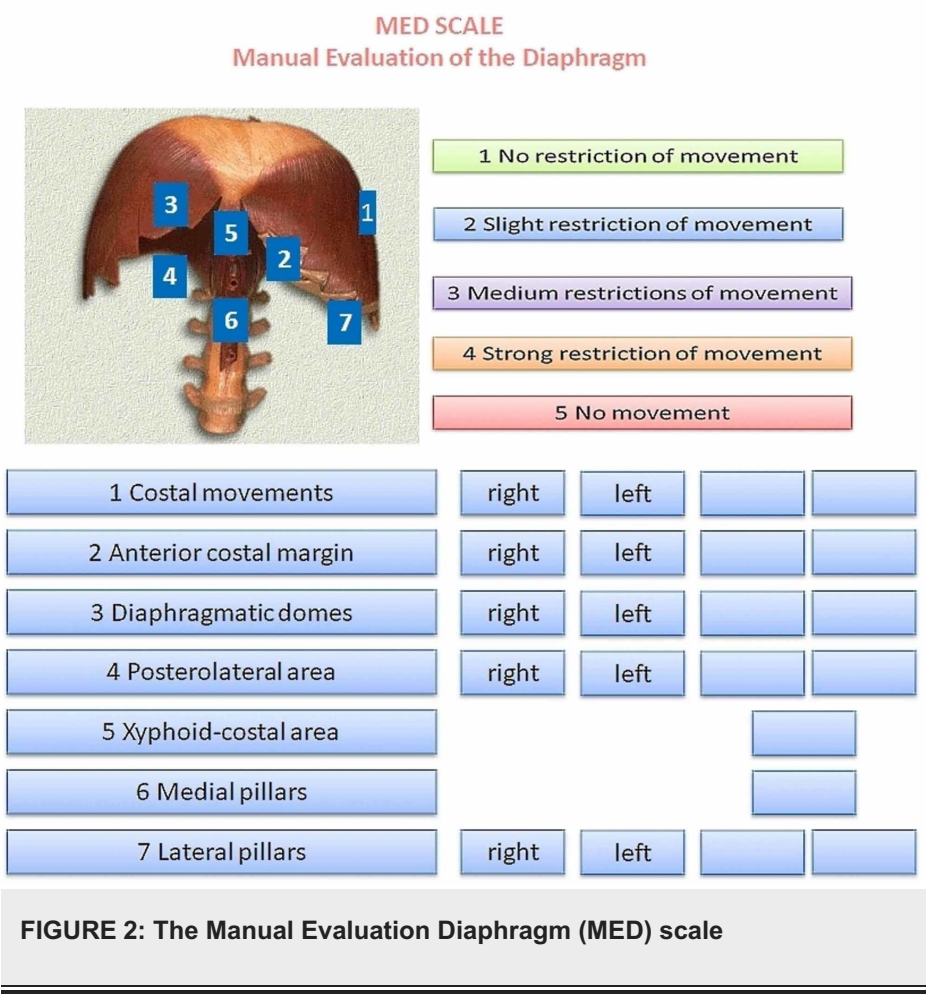 MED SCALE
Manual Evaluation of the Diaphragm
3
1
5
2
4
6
7
1 No restriction of movement
2 Slight restriction of movement
3 Medium restrictions of movement
4 Strong restriction of movement
5 No movement
1 Costal movements right left
2 Anterior costal margin right left
3 Diaphragmatic domes right left
4 Posterolateral area right left
5 Xyphoid-costal area
6 Medial pillars
7 Lateral pillars right left
FIGURE 2: The Manual Evaluation Diaphragm (MED) scale